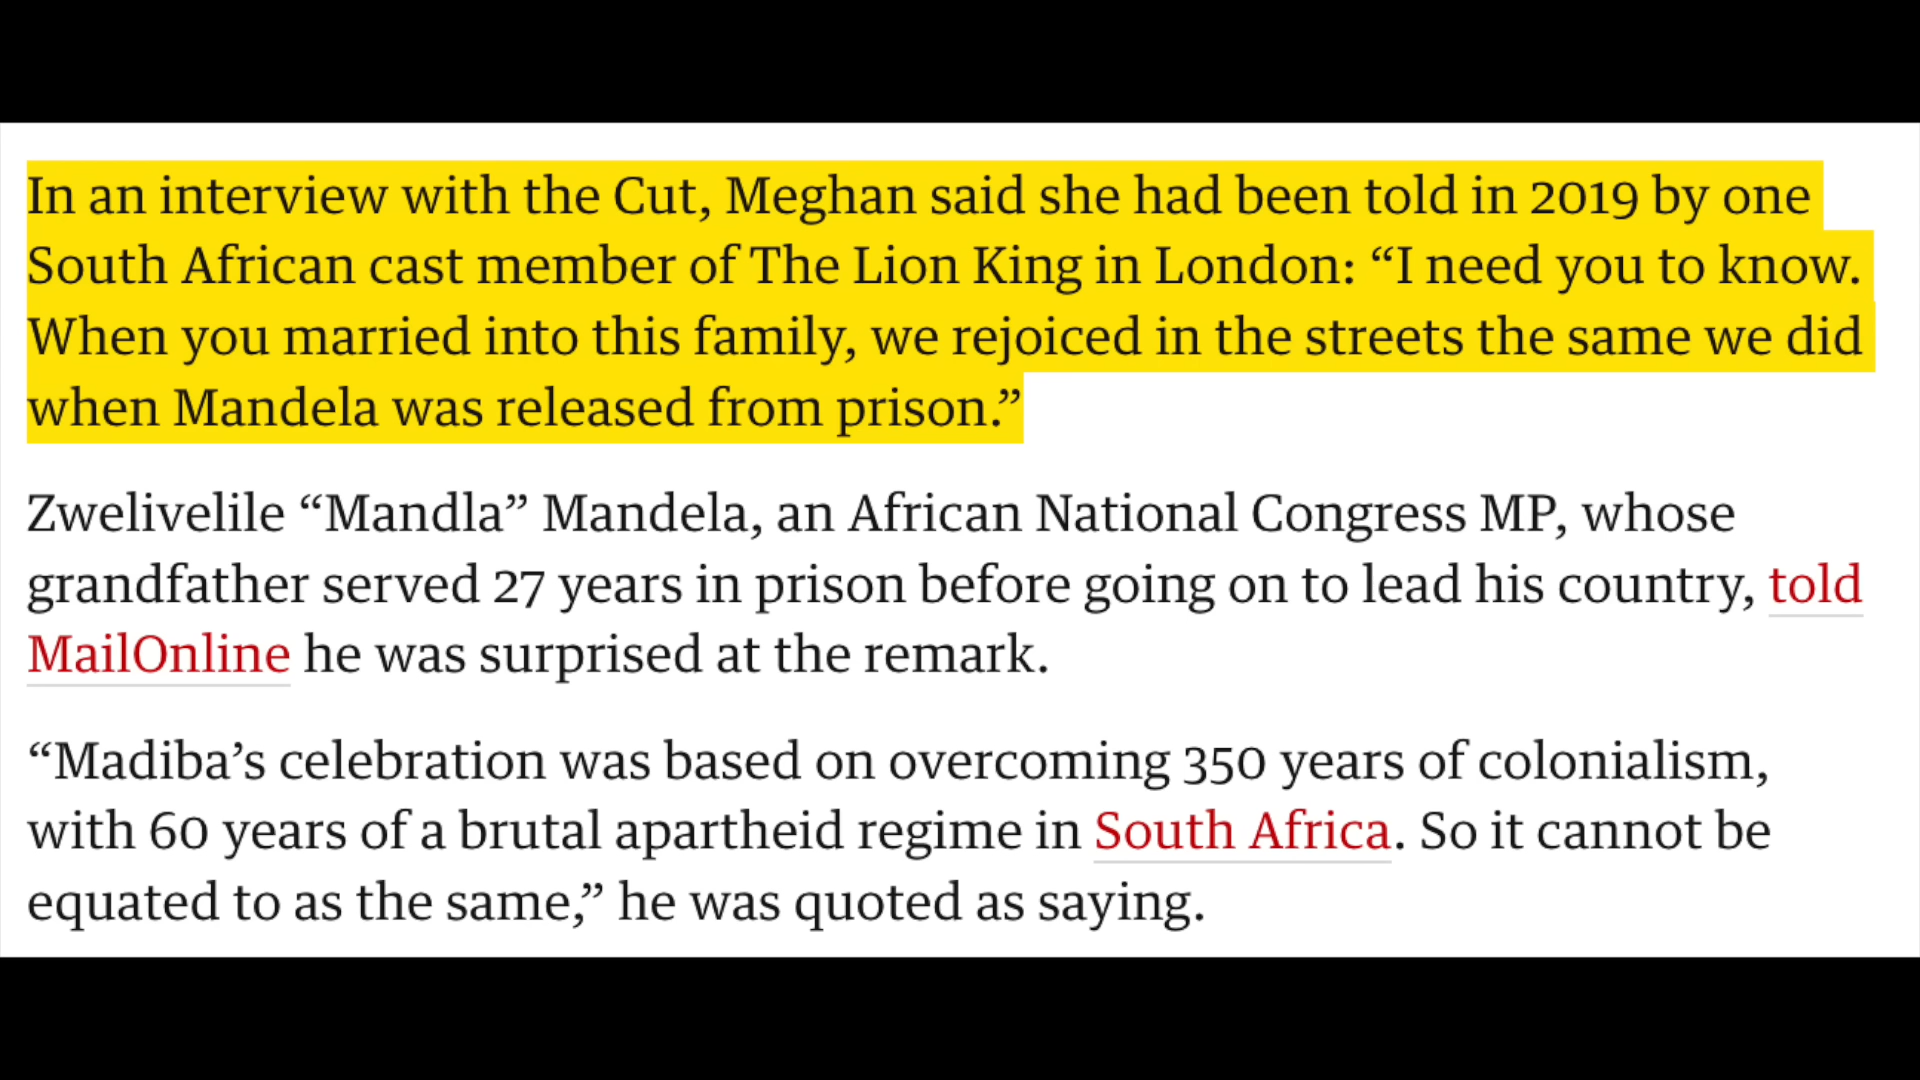 In an interview with the Cut, Meghan said she had been told in 2019 by one
South African cast member of The Lion King in London: “I need you to know.
When you married into this family, we rejoiced in the streets the same we did
when Mandela was released from prison.”
Zwelivelile “Mandla” Mandela, an African National Congress MP, whose
grandfather served 27 years in prison before going on to lead his country, told
MailOnline he was surprised at the remark.
“Madiba’s celebration was based on overcoming 350 years of colonialism,
with 60 years of a brutal apartheid regime in South Africa. So it cannot be
equated to as the same,” he was quoted as saying.